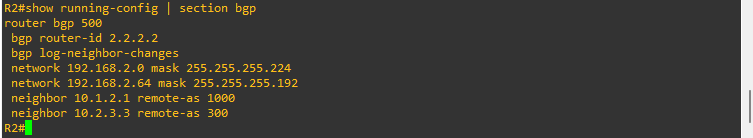 R2#show running-config | section bgp
router bgp 500
 bgp router-id 2.2.2.2
 bgp log-neighbor-changes
 network 192.168.2.0 mask 255.255.255.224
 network 192.168.2.64 mask 255.255.255.192
 neighbor 10.1.2.1 remote-as 1000
 neighbor 10.2.3.3 remote-as 300
R2#